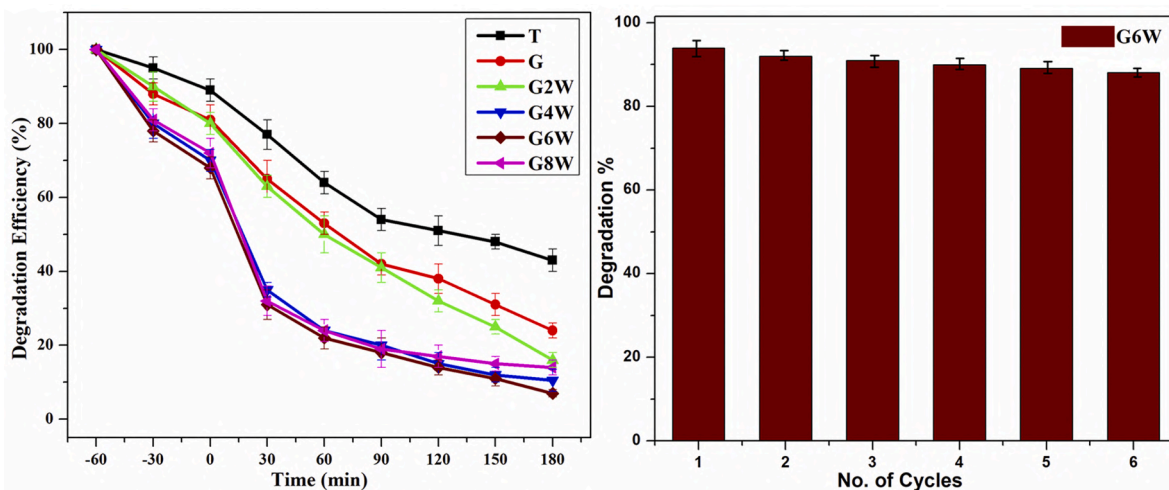 T
G
G2W
G4W
G6W
G8W
Degradation Efficiency (%)
100
80
60
40
20
0
-60 -30 0 30 60 90 120 150 180
Time (min)
G6W
Degradation %
100
80
60
40
20
0
1 2 3 4 5 6
No. of Cycles